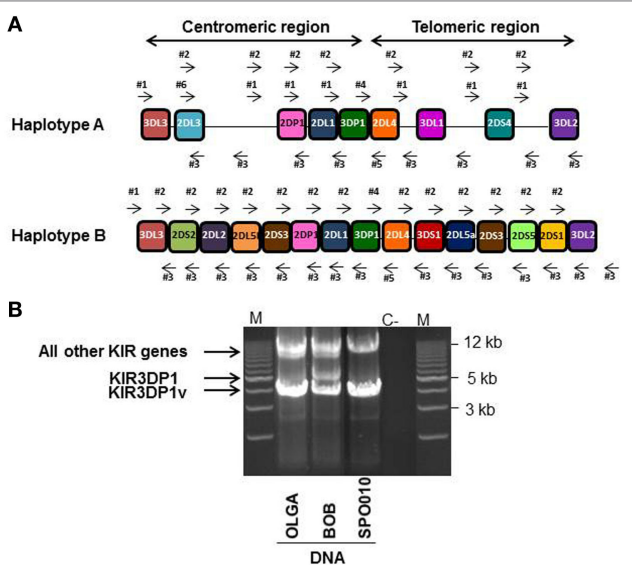 A
Centromeric region Telomeric region
#2 #2 #2 #2 #2 #2 #2
#1 #6 #1 #1 #1 #4 #1 #1 #1
Haplotype A 3DL3 2DL3 2DP1 2DL1 3DP1 2DL4 3DL1 2DS4 3DL2
#3 #3 #3 #3 #5 #3 #3 #3 #3
#1 #2 #2 #2 #2 #2 #2 #4 #2 #2 #2 #2 #2
Haplotype B 3DL3 2DS2 2DL2 2DS3 2DP1 2DL1 3DP1 2DL4 3DS1 2DL5a 2DS3 2DS5 2DS1 3DL2
#3 #3 #3 #3 #3 #3 #3 #5 #3 #3 #3 #3 #3 #3
B
M C- M
All other KIR genes 12 kb
KIR3DP1 5 kb
KIR3DP1v
3 kb
OLGA
BOB
SPO010
DNA